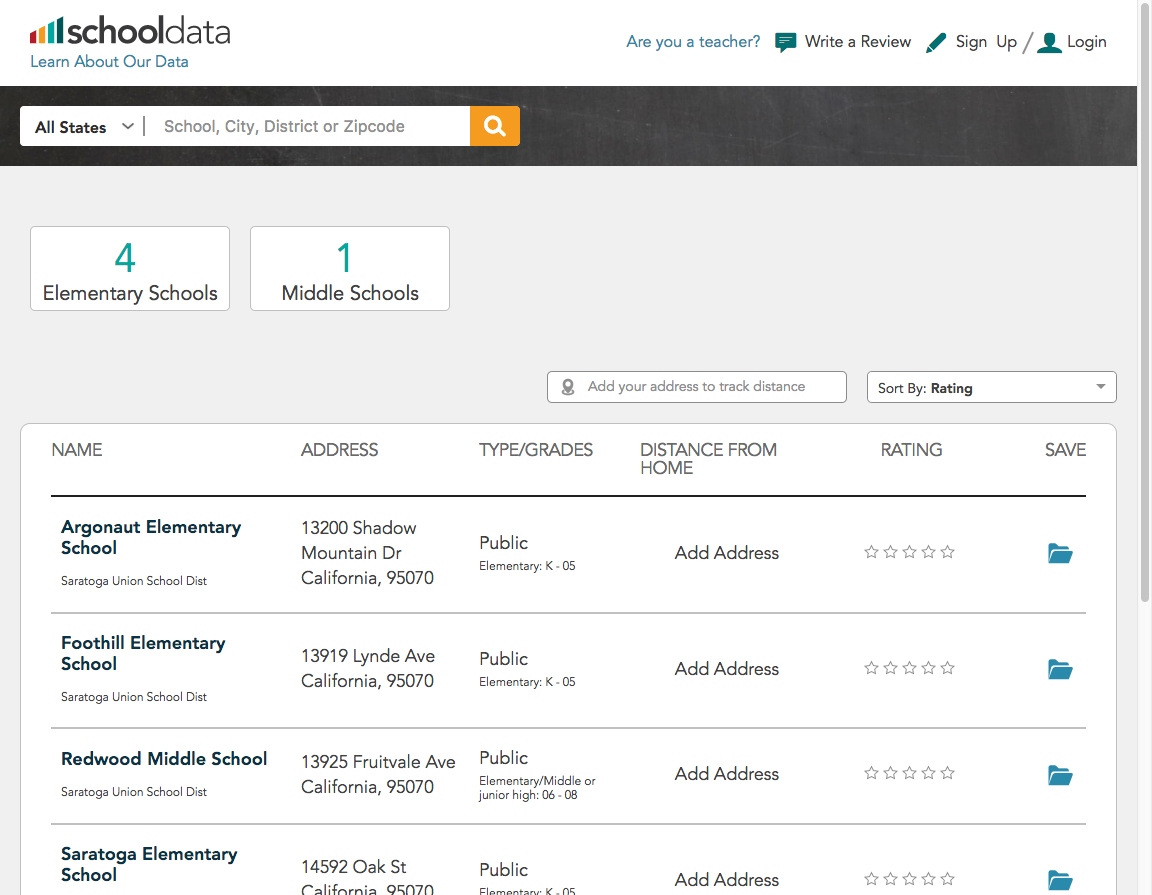 schooldata
Learn About Our Data
Are you a teacher?
Write a Review
Sign Up / Login
All States
School, City, District or Zipcode
4
Elementary Schools
1
Middle Schools
Add your address to track distance
Sort By: Rating
NAME
ADDRESS
TYPE/GRADES
DISTANCE FROM
HOME
RATING
SAVE
Argonaut Elementary
School
Saratoga Union School Dist
13200 Shadow
Mountain Dr
California, 95070
Public
Elementary: K - 05
Add Address
Foothill Elementary
School
Saratoga Union School Dist
13919 Lynde Ave
California, 95070
Public
Elementary: K - 05
Add Address
Redwood Middle School
Saratoga Union School Dist
13925 Fruitvale Ave
California, 95070
Public
Elementary/Middle or
junior high: 06 - 08
Add Address
Saratoga Elementary
School
14592 Oak St
California, 95070
Public
Elementary: K - 05
Add Address